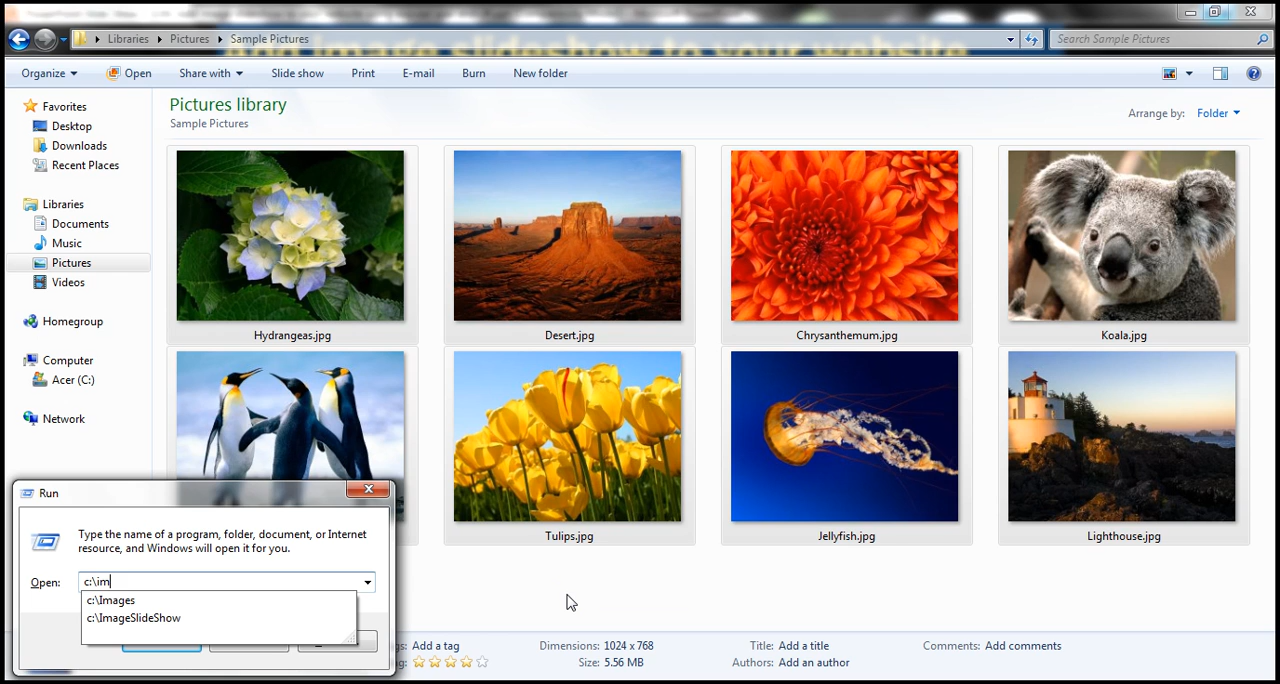 Libraries Pictures Sample Pictures
Search Sample Pictures
Organize Open Share with Slide show Print E-mail Burn New folder
Favorites
Desktop
Downloads
Recent Places
Libraries
Documents
Music
Pictures
Videos
Homegroup
Computer
Acer (C:)
Network
Pictures library
Sample Pictures
Arrange by: Folder
Hydrangeas.jpg Desert.jpg Chrysanthemum.jpg Koala.jpg
Tulips.jpg Jellyfish.jpg Lighthouse.jpg
Run
Type the name of a program, folder, document, or Internet
resource, and Windows will open it for you.
Open: c:\im
c:\Images
c:\ImageSlideShow
Add a tag Dimensions: 1024 x 768 Title: Add a title Comments: Add comments
Size: 5.56 MB Authors: Add an author